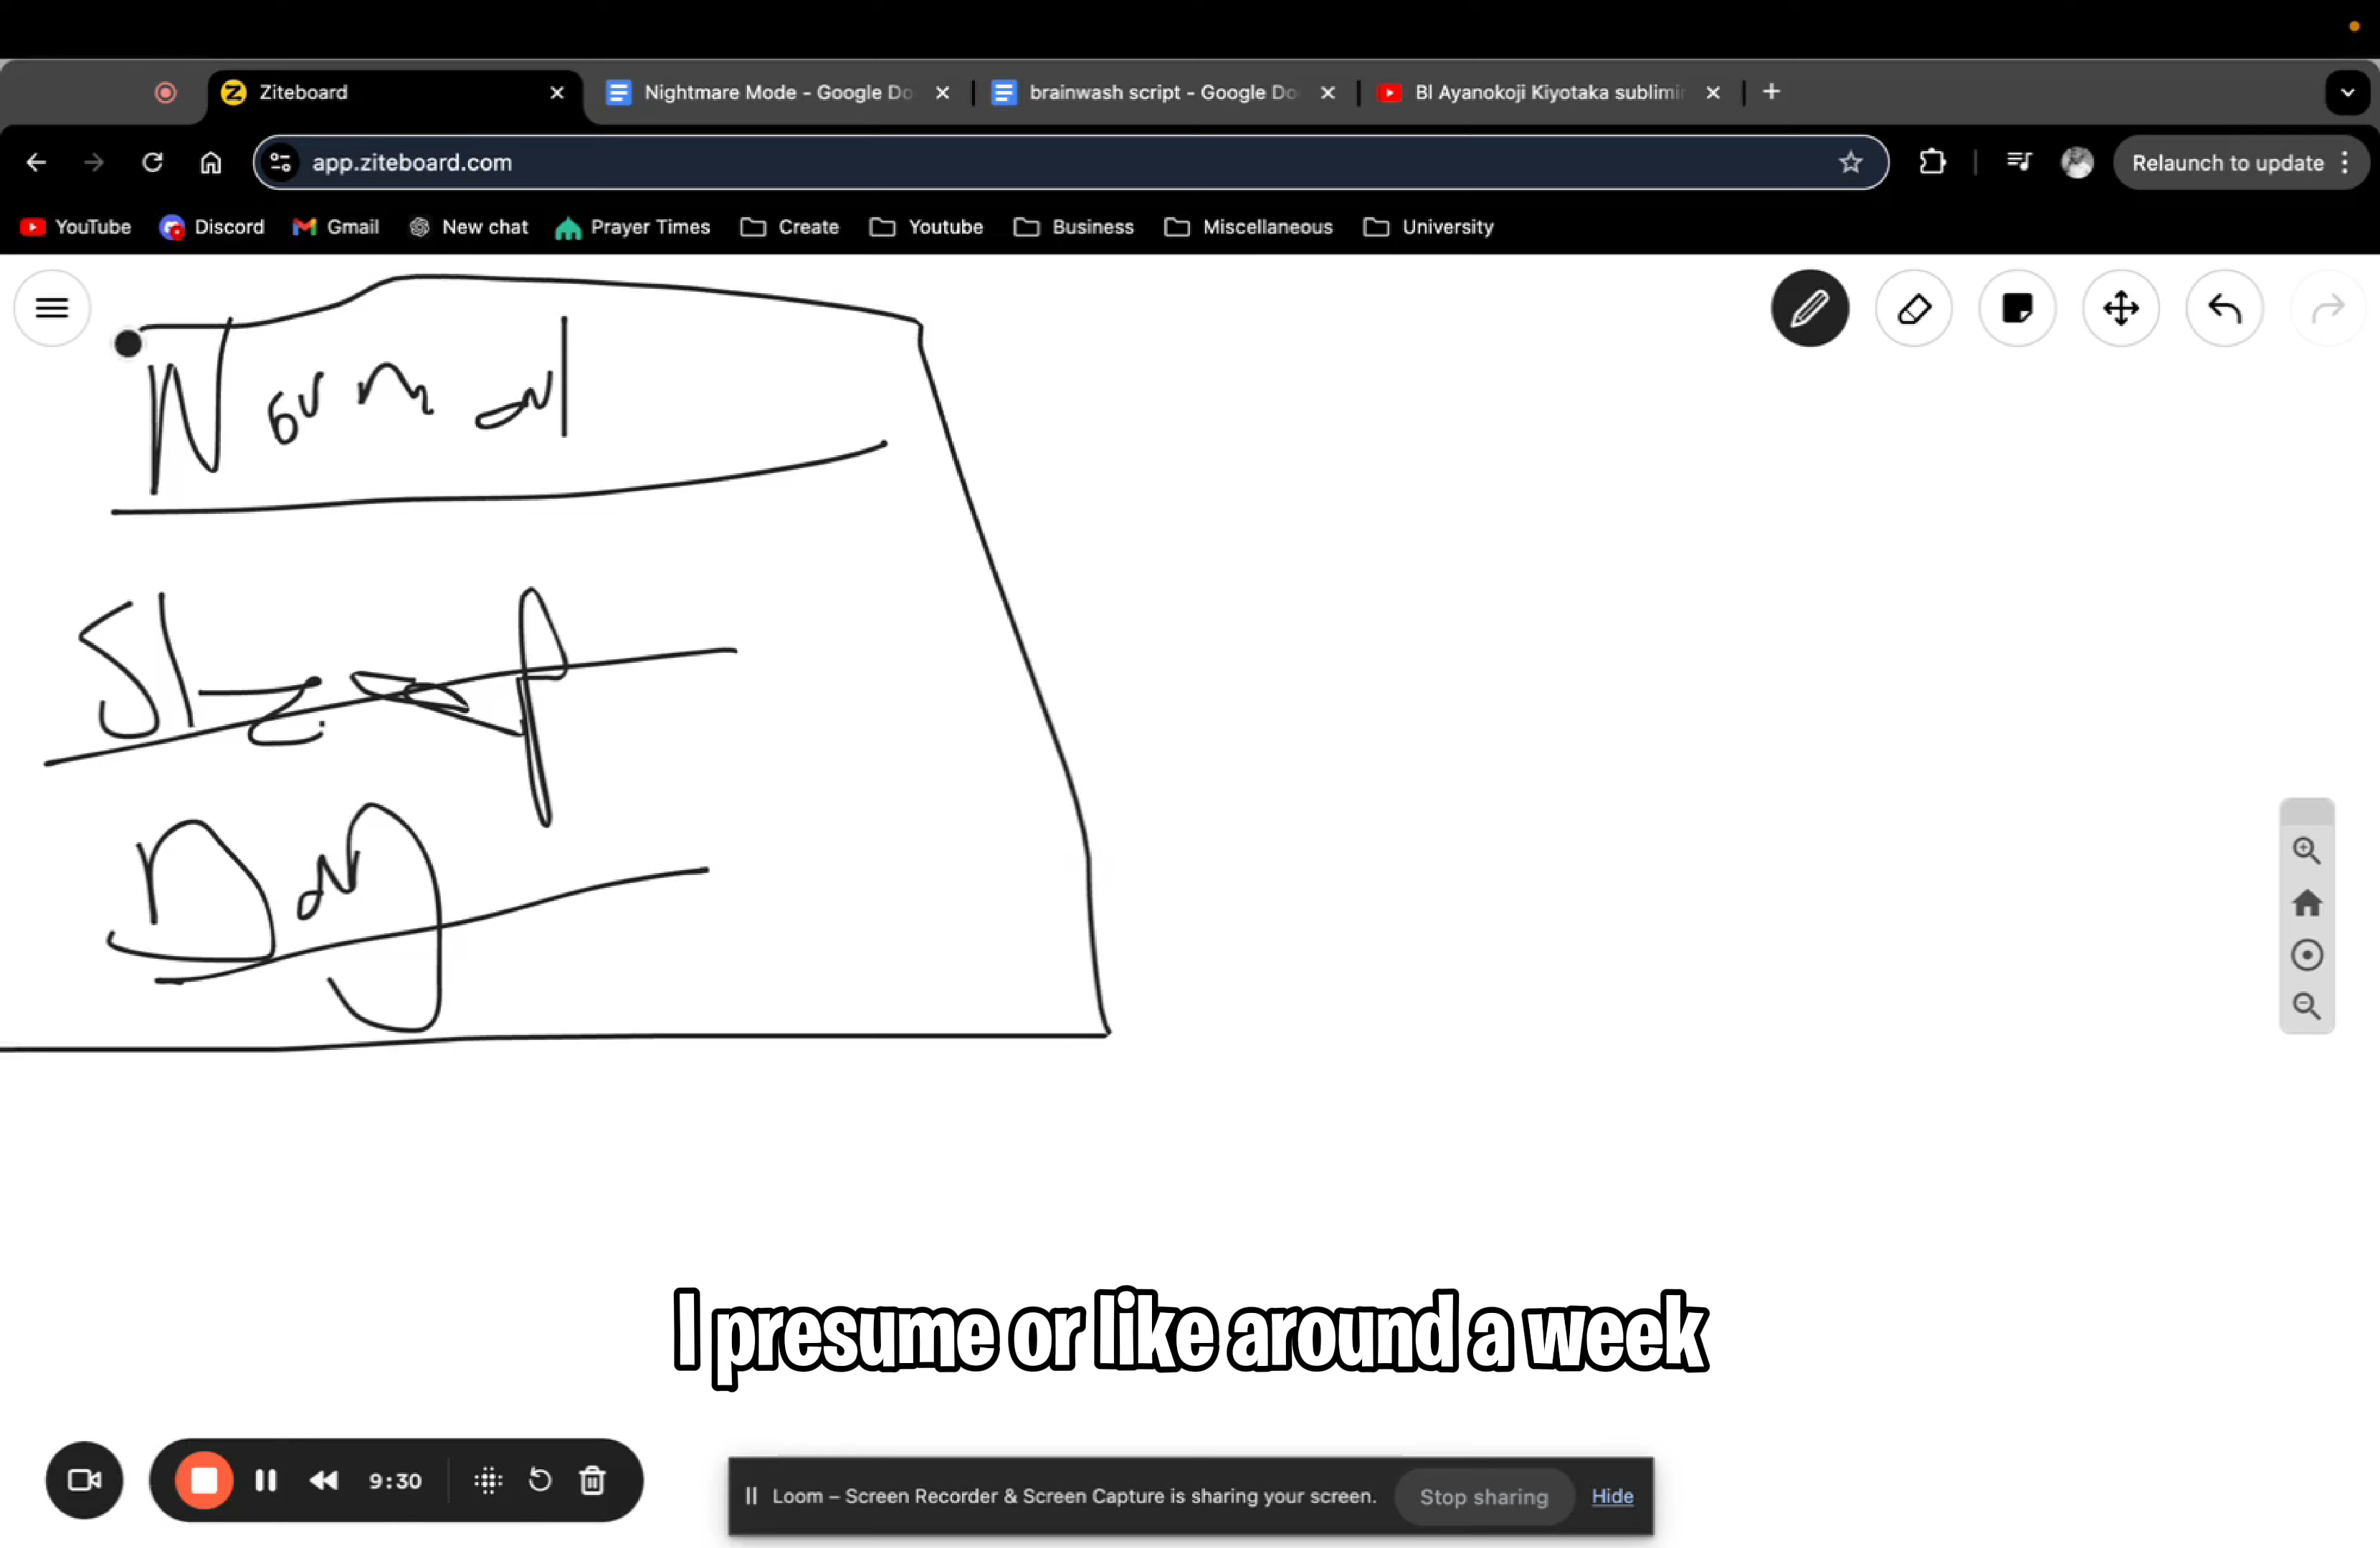 Ziteboard
Nightmare Mode - Google Do
brainwash script - Google Do
Bl Ayanokoji Kiyotaka sublimin
app.ziteboard.com
Relaunch to update
YouTube
Discord
Gmail
New chat
Prayer Times
Create
Youtube
Business
Miscellaneous
University
Normal
Sleep
Day
I presume or like around a week
9:30
Loom – Screen Recorder & Screen Capture is sharing your screen.
Stop sharing
Hide